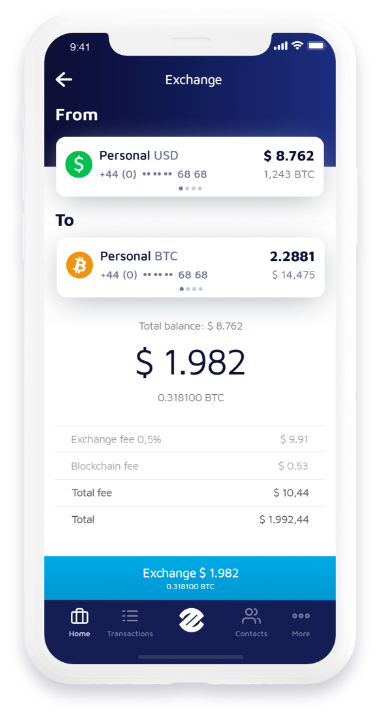 9:41
Exchange
From
Personal USD
$ 8.762
+44 (0) •• •• •• 68 68
1,243 BTC
To
Personal BTC
2.2881
+44 (0) •• •• •• 68 68
$ 14,475
Total balance: $ 8.762
$ 1.982
0.318100 BTC
Exchange fee 0,5%
$ 9.91
Blockchain fee
$ 0,53
Total fee
$ 10,44
Total
$ 1.992,44
Exchange $ 1.982
0.318100 BTC
Home
Transactions
Contacts
More